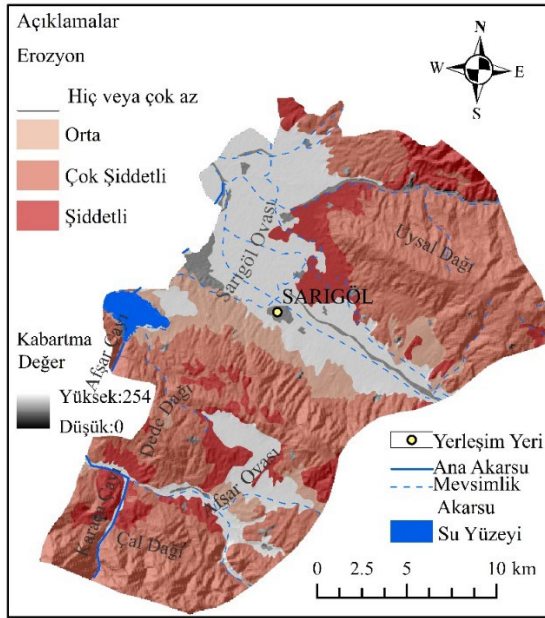 Açıklamalar
Erozyon
Hiç veya çok az
Orta
Çok Şiddetli
Şiddetli
N
W E
S
Uysal Dağı
Sarıgöl Ovası
SARIGÖL
Afşar Çayı
Kabartma
Değer
Yüksek:254
Düşük:0
Dede Dağı
Afşar Ovası
Karaca Çayı
Çal Dağı
Yerleşim Yeri
Ana Akarsu
Mevsimlik
Akarsu
Su Yüzeyi
0 2.5 5 10 km